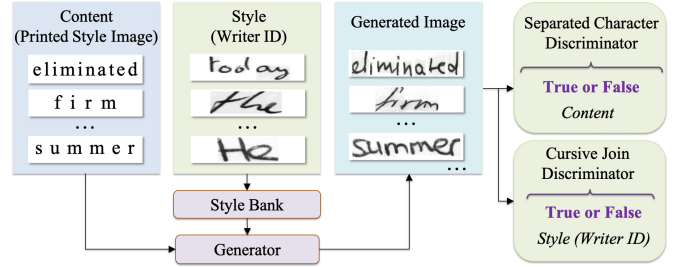 Content
(Printed Style Image)
eliminated
firm
...
summer
Style
(Writer ID)
today
the
...
He
Style Bank
Generator
Generated Image
eliminated
firm
...
summer
...
Separated Character
Discriminator
True or False
Content
Cursive Join
Discriminator
True or False
Style (Writer ID)